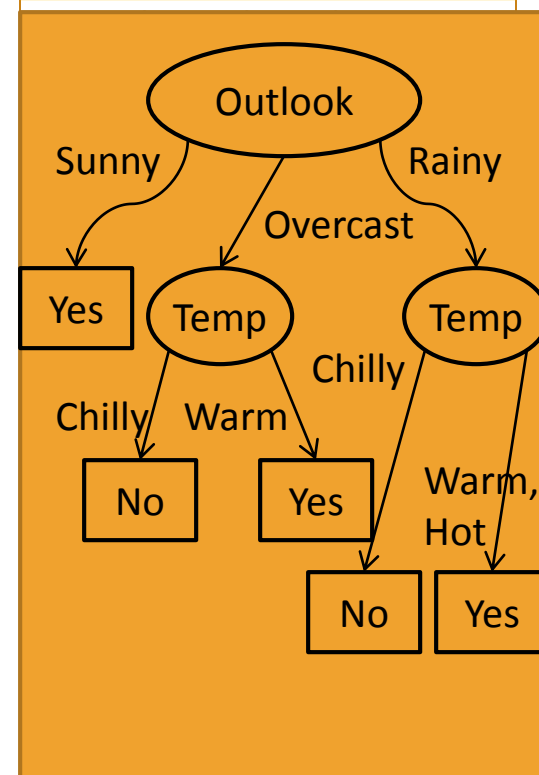 Outlook
Sunny
Rainy
Overcast
Yes
Temp
Temp
Chilly
Chilly
Warm
No
Yes
Warm,
Hot
No
Yes